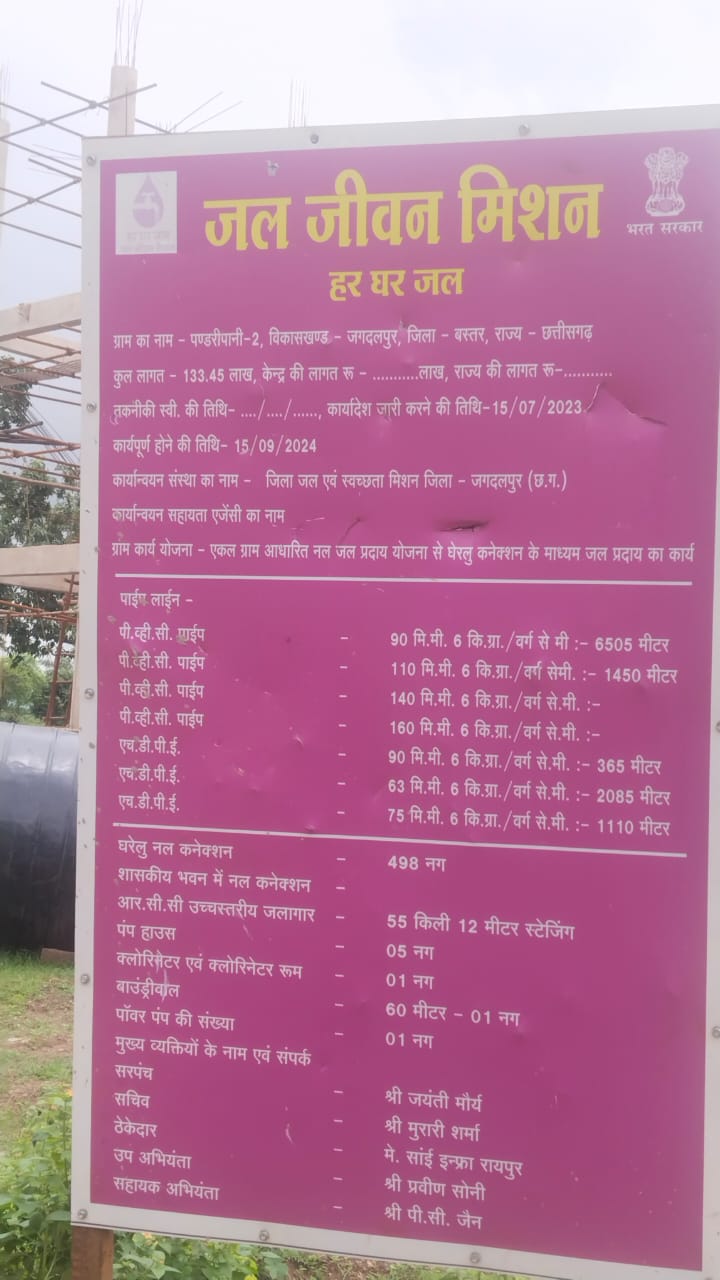 जल जीवन मिशन
भारत सरकार
हर घर जल
ग्राम का नाम - पण्डरीपानी-2, विकासखण्ड - जगदलपुर, जिला - बस्तर, राज्य - छत्तीसगढ़
कुल लागत - 133.45 लाख, केन्द्र की लागत रू - ...........लाख, राज्य की लागत रू-...........
तकनीकी स्वी. की तिथि- ..../..../......, कार्यादेश जारी करने की तिथि-15/07/2023
कार्यपूर्ण होने की तिथि- 15/09/2024
कार्यान्वयन संस्था का नाम - जिला जल एवं स्वच्छता मिशन जिला - जगदलपुर (छ.ग.)
कार्यान्वयन सहायता एजेंसी का नाम
ग्राम कार्य योजना - एकल ग्राम आधारित नल जल प्रदाय योजना से घेरलु कनेक्शन के माध्यम जल प्रदाय का कार्य
पाईप लाईन -
पी.व्ही.सी. पाईप - 90 मि.मी. 6 कि.ग्रा./वर्ग से मी :- 6505 मीटर
पी.व्ही.सी. पाईप - 110 मि.मी. 6 कि.ग्रा./वर्ग सेमी. :- 1450 मीटर
पी.व्ही.सी. पाईप - 140 मि.मी. 6 कि.ग्रा./वर्ग से.मी. :-
पी.व्ही.सी. पाईप - 160 मि.मी. 6 कि.ग्रा./वर्ग से.मी. :-
एच.डी.पी.ई. - 90 मि.मी. 6 कि.ग्रा./वर्ग से.मी. :- 365 मीटर
एच.डी.पी.ई. - 63 मि.मी. 6 कि.ग्रा./वर्ग से.मी. :- 2085 मीटर
एच.डी.पी.ई. - 75 मि.मी. 6 कि.ग्रा./वर्ग से.मी. :- 1110 मीटर
घरेलु नल कनेक्शन - 498 नग
शासकीय भवन में नल कनेक्शन -
आर.सी.सी उच्चस्तरीय जलागार - 55 किली 12 मीटर स्टेजिंग
पंप हाउस - 05 नग
क्लोरिनेटर एवं क्लोरिनेटर रूम - 01 नग
बाउंड्रीवाल - 60 मीटर - 01 नग
पॉवर पंप की संख्या - 01 नग
मुख्य व्यक्तियों के नाम एवं संपर्क
सरपंच - श्री जयंती मौर्य
सचिव - श्री मुरारी शर्मा
ठेकेदार - मे. सांई इन्फ्रा रायपुर
उप अभियंता - श्री प्रवीण सोनी
सहायक अभियंता - श्री पी.सी. जैन